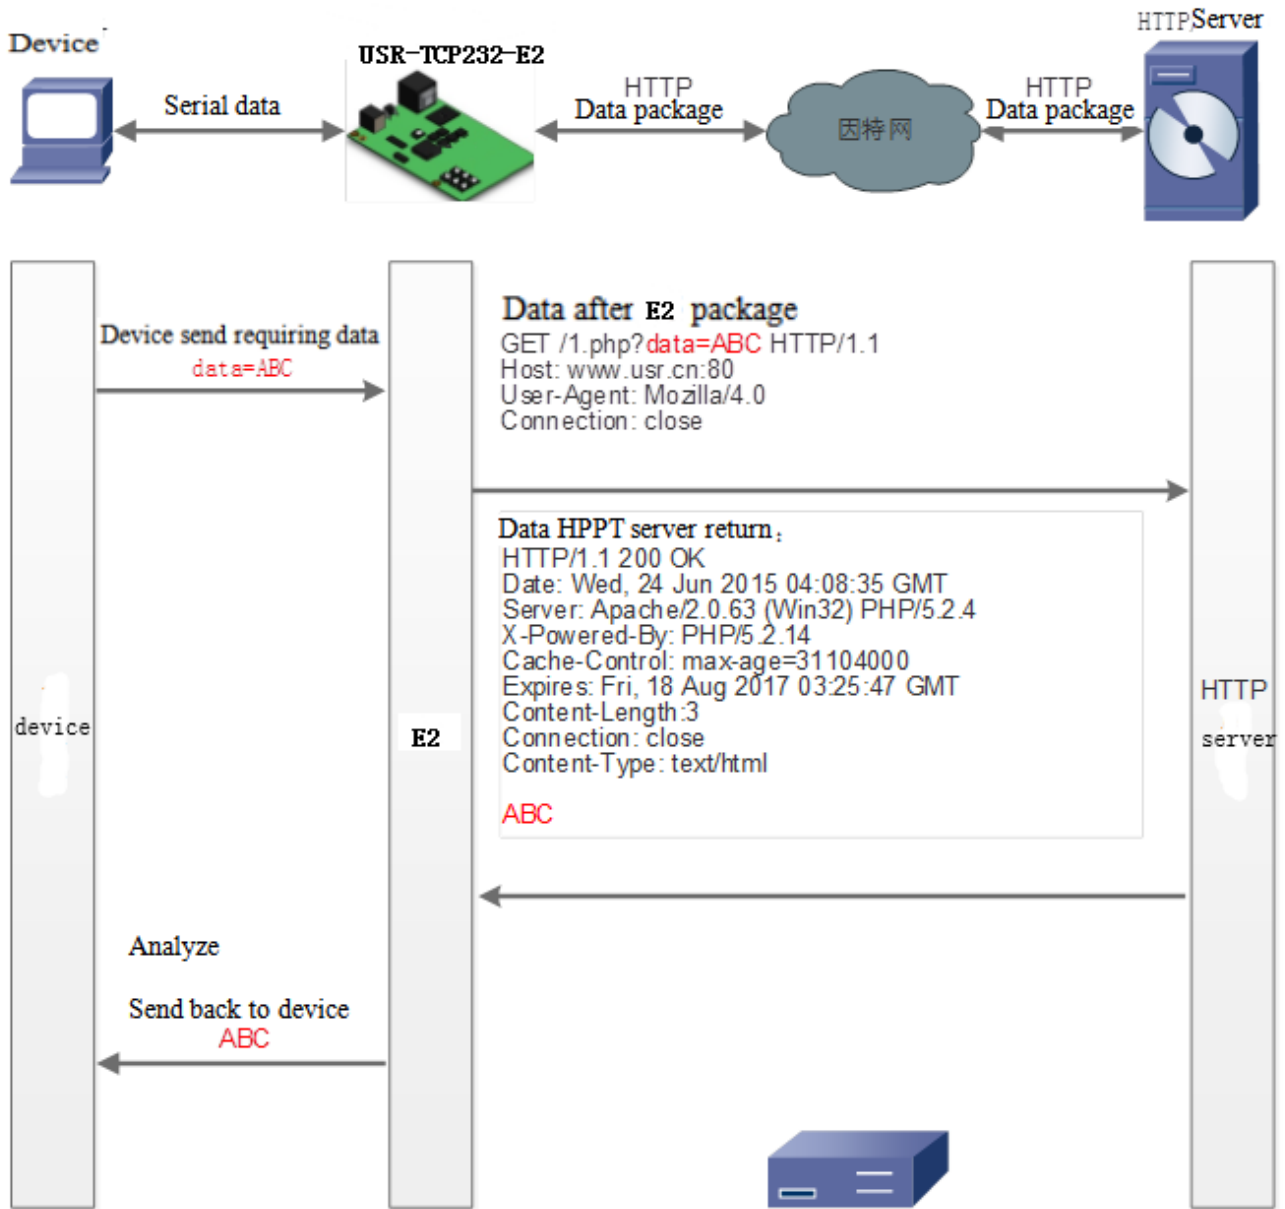 Device
USR-TCP232-E2
HTTP Server
Serial data
HTTP
Data package
因特网
HTTP
Data package
Device send requiring data
data=ABC
Data after E2 package
GET /1.php?data=ABC HTTP/1.1
Host: www.usr.cn:80
User-Agent: Mozilla/4.0
Connection: close
Data HPPT server return:
HTTP/1.1 200 OK
Date: Wed, 24 Jun 2015 04:08:35 GMT
Server: Apache/2.0.63 (Win32) PHP/5.2.4
X-Powered-By: PHP/5.2.14
Cache-Control: max-age=31104000
Expires: Fri, 18 Aug 2017 03:25:47 GMT
Content-Length:3
Connection: close
Content-Type: text/html
ABC
device
E2
HTTP
server
Analyze
Send back to device
ABC